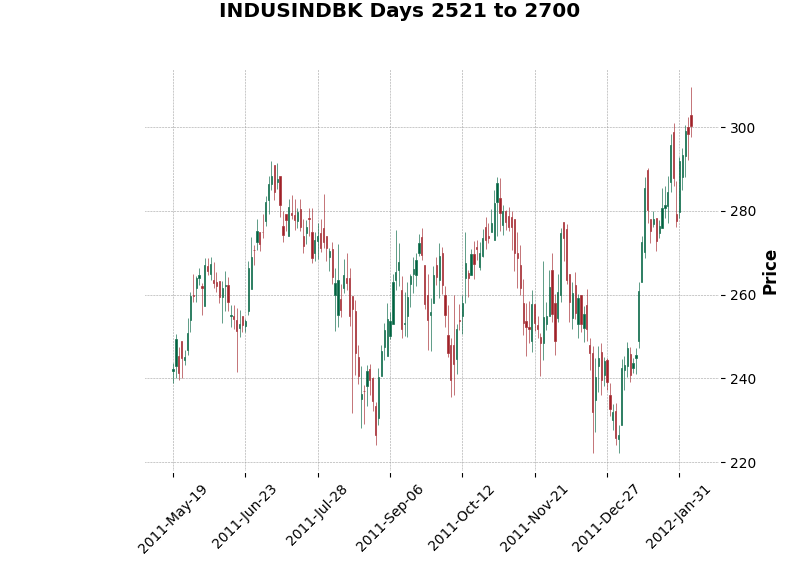 INDUSINDBK Days 2521 to 2700
300
280
260
240
220
Price
2011-May-19
2011-Jun-23
2011-Jul-28
2011-Sep-06
2011-Oct-12
2011-Nov-21
2011-Dec-27
2012-Jan-31